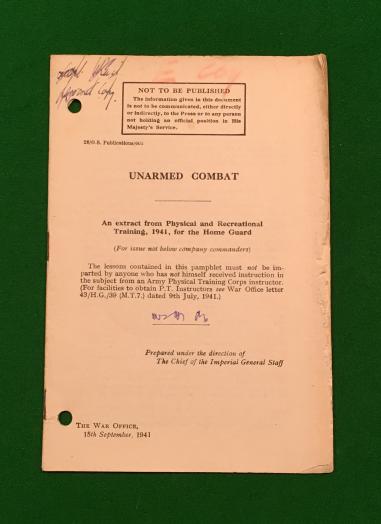 NOT TO BE PUBLISHED
The information given in this document
is not to be communicated, either directly
or indirectly, to the Press or to any person
not holding an official position in His
Majesty's Service.
UNARMED COMBAT
An extract from Physical and Recreational
Training, 1941, for the Home Guard
(For issue not below company commanders)
The lessons contained in this pamphlet must not be im-
parted by anyone who has not himself received instruction in
the subject from an Army Physical Training Corps instructor.
(For facilities to obtain P.T. Instructors see War Office letter
43/H.G./39 (M.T.7.) dated 9th July, 1941.)
Prepared under the direction of
The Chief of the Imperial General Staff
THE WAR OFFICE,
15th September, 1941